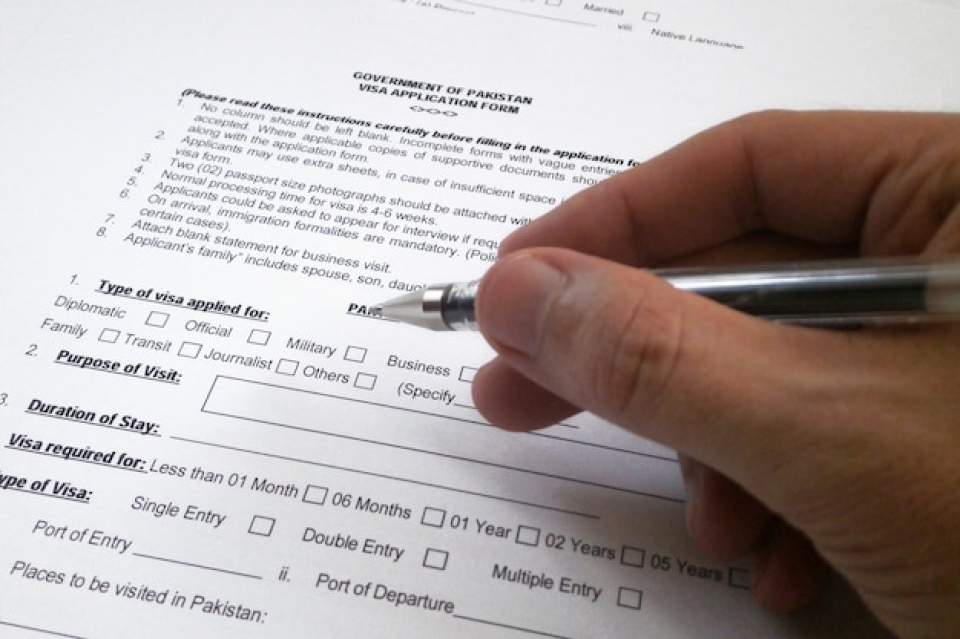 Married
viii. Native Language
GOVERNMENT OF PAKISTAN
VISA APPLICATION FORM
(Please read these instructions carefully before filling in the application
1. No column should be left blank. Incomplete forms with vague entries
accepted. Where applicable copies of supportive documents
along with the application form.
2. Applicants may use extra sheets, in case of insufficient space
visa form.
3. Two (02) passport size photographs should be attached
4. Normal processing time for visa is 4-6 weeks.
5. Applicants could be asked to appear for interview if
6. On arrival, immigration formalities are mandatory.
certain cases).
7. Attach blank statement for business visit.
8. Applicant's family" includes spouse, son,
1. Type of visa applied for:
Diplomatic Official Military Business
Family Transit Journalist Others (Specify
2. Purpose of Visit:
3. Duration of Stay:
Visa required for: Less than 01 Month 06 Months 01 Year 02 Years 05 Years
Type of Visa: Single Entry Double Entry Multiple Entry
Port of Entry ii. Port of Departure
Places to be visited in Pakistan: